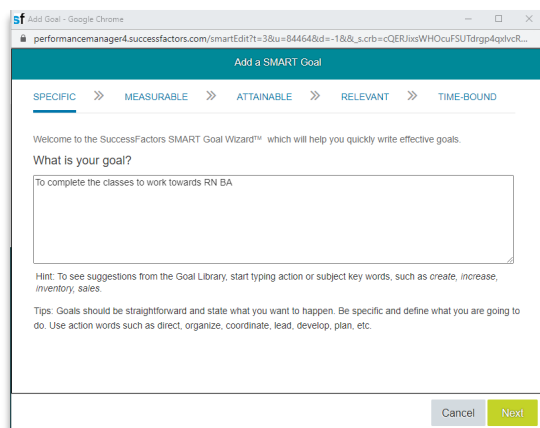 sf Add Goal - Google Chrome
performancemanager4.successfactors.com/smartEdit?t=3&u=84464&d=-1&&_s.crb=cQERJixsWHOcuFSUTdrgp4qxlvcR...
Add a SMART Goal
SPECIFIC >> MEASURABLE >> ATTAINABLE >> RELEVANT >> TIME-BOUND
Welcome to the SuccessFactors SMART Goal Wizard™ which will help you quickly write effective goals.
What is your goal?
To complete the classes to work towards RN BA
Hint: To see suggestions from the Goal Library, start typing action or subject key words, such as create, increase,
inventory, sales.
Tips: Goals should be straightforward and state what you want to happen. Be specific and define what you are going to
do. Use action words such as direct, organize, coordinate, lead, develop, plan, etc.
Cancel Next